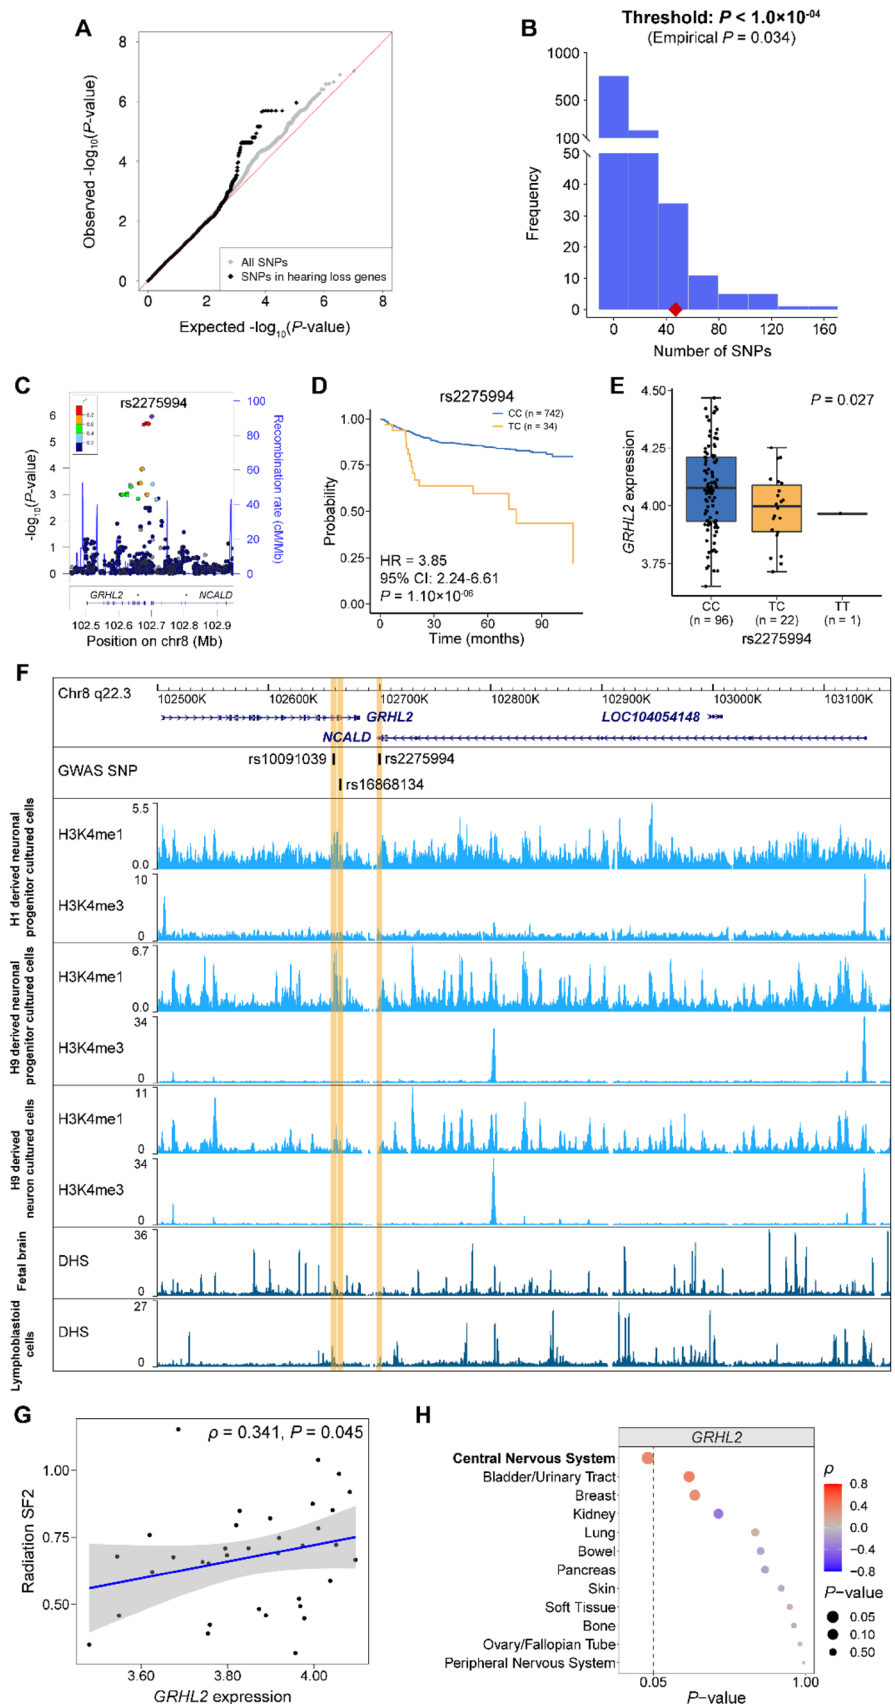 A
Observed -log10(P-value)
8
6
4
2
0
All SNPs
SNPs in hearing loss genes
0 2 4 6 8
Expected -log10(P-value)
B
Threshold: P < 1.0×10-04
(Empirical P = 0.034)
Frequency
1000
500
100
50
40
30
20
10
0
0 40 80 120 160
Number of SNPs
C
rs2275994
-log10(P-value)
6
5
4
3
2
1
0
0.8
0.6
0.4
0.2
100
80
60
40
20
0
Recombination rate (cM/Mb)
GRHL2 NCALD
102.5 102.6 102.7 102.8 102.9
Position on chr8 (Mb)
D
rs2275994
CC (n = 742)
TC (n = 34)
Probability
1.00
0.75
0.50
0.25
0.00
HR = 3.85
95% CI: 2.24-6.61
P = 1.10×10-06
0 30 60 90
Time (months)
E
P = 0.027
GRHL2 expression
4.50
4.25
4.00
3.75
CC TC TT
(n = 96) (n = 22) (n = 1)
rs2275994
F
Chr8 q22.3
102500K 102600K 102700K 102800K 102900K 103000K 103100K
GRHL2 LOC104054148
NCALD
GWAS SNP
rs10091039 rs2275994
rs16868134
H1 derived neuronal
progenitor cultured cells
H3K4me1
5.5
0.0
H3K4me3
10
0
H9 derived neuronal
progenitor cultured cells
H3K4me1
6.7
0.0
H3K4me3
34
0
H9 derived
neuron cultured cells
H3K4me1
11
0
H3K4me3
34
0
Fetal brain
DHS
36
0
Lymphoblastoid
cells
DHS
27
0
G
ρ = 0.341, P = 0.045
Radiation SF2
1.00
0.75
0.50
3.60 3.80 4.00
GRHL2 expression
H
GRHL2
Central Nervous System
Bladder/Urinary Tract
Breast
Kidney
Lung
Bowel
Pancreas
Skin
Soft Tissue
Bone
Ovary/Fallopian Tube
Peripheral Nervous System
0.05 1.00
P−value
ρ
0.8
0.4
0.0
−0.4
−0.8
P−value
0.05
0.10
0.50